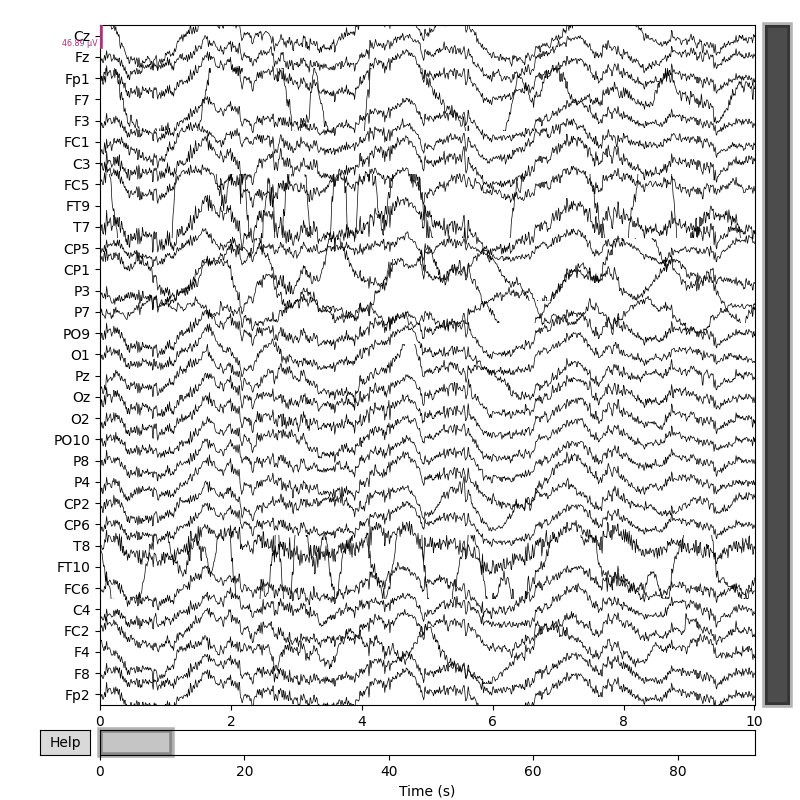 Cz
46.89 µV
Fz
Fp1
F7
F3
FC1
C3
FC5
FT9
T7
CP5
CP1
P3
P7
PO9
O1
Pz
Oz
O2
PO10
P8
P4
CP2
CP6
T8
FT10
FC6
C4
FC2
F4
F8
Fp2
0 2 4 6 8 10
Help
0 20 40 60 80
Time (s)